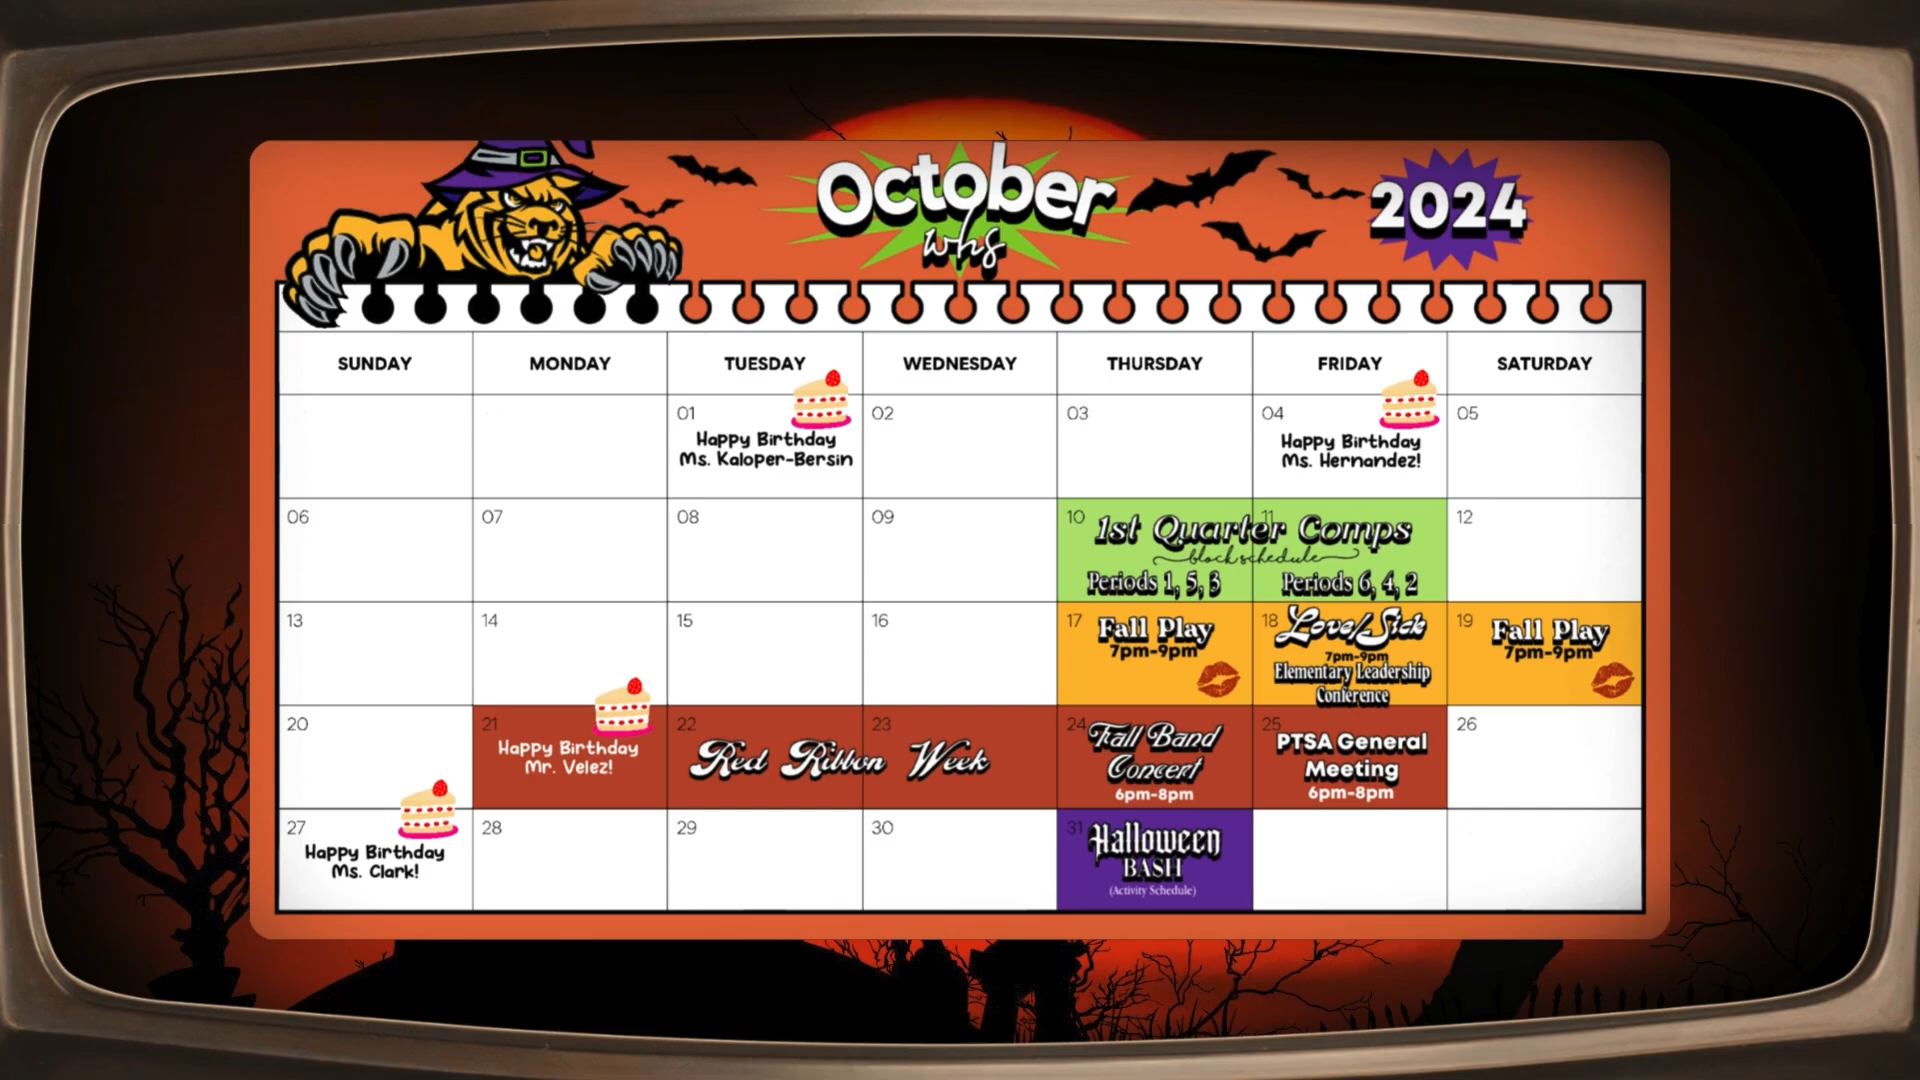 October
whs
2024
SUNDAY MONDAY TUESDAY WEDNESDAY THURSDAY FRIDAY SATURDAY
01
Happy Birthday
Ms. Kaloper-Bersin
02
03
04
Happy Birthday
Ms. Hernandez!
05
06
07
08
09
10 11
1st Quarter Comps
block schedule
Periods 1, 5, 3
Periods 6, 4, 2
12
13
14
15
16
17
Fall Play
7pm-9pm
18
Love/Sick
7pm-9pm
Elementary Leadership
Conference
19
Fall Play
7pm-9pm
20
21
Happy Birthday
Mr. Velez!
22 23
Red Ribbon Week
24
Fall Band
Concert
6pm-8pm
25
PTSA General
Meeting
6pm-8pm
26
27
Happy Birthday
Ms. Clark!
28
29
30
31
Halloween
BASH
(Activity Schedule)